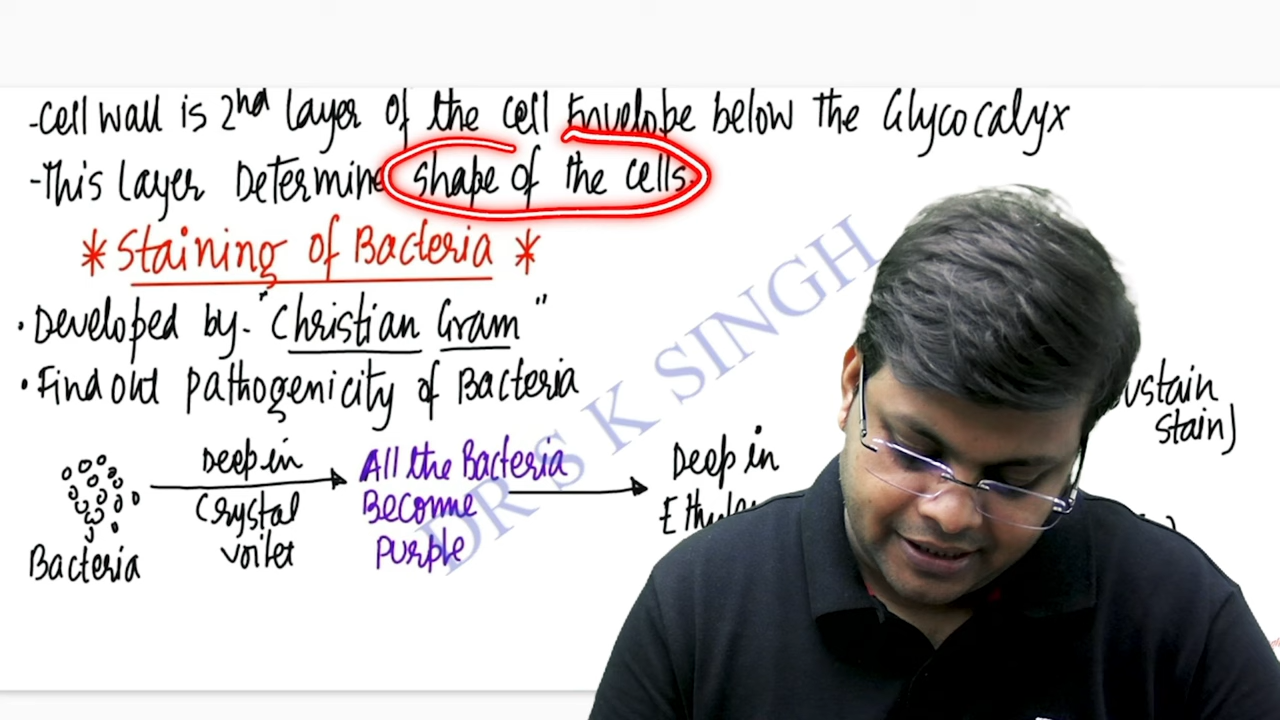 -Cell wall is 2nd layer of the cell Envelope below the Glycocalyx
-This Layer Determine shape of the cells.
* Staining of Bacteria *
• Developed by- "Christian Gram"
• Find out pathogenicity of Bacteria
Bacteria
Deep in
Crystal
voilet
All the Bacteria
Become
purple
Deep in
DR S K SINGH
stain)